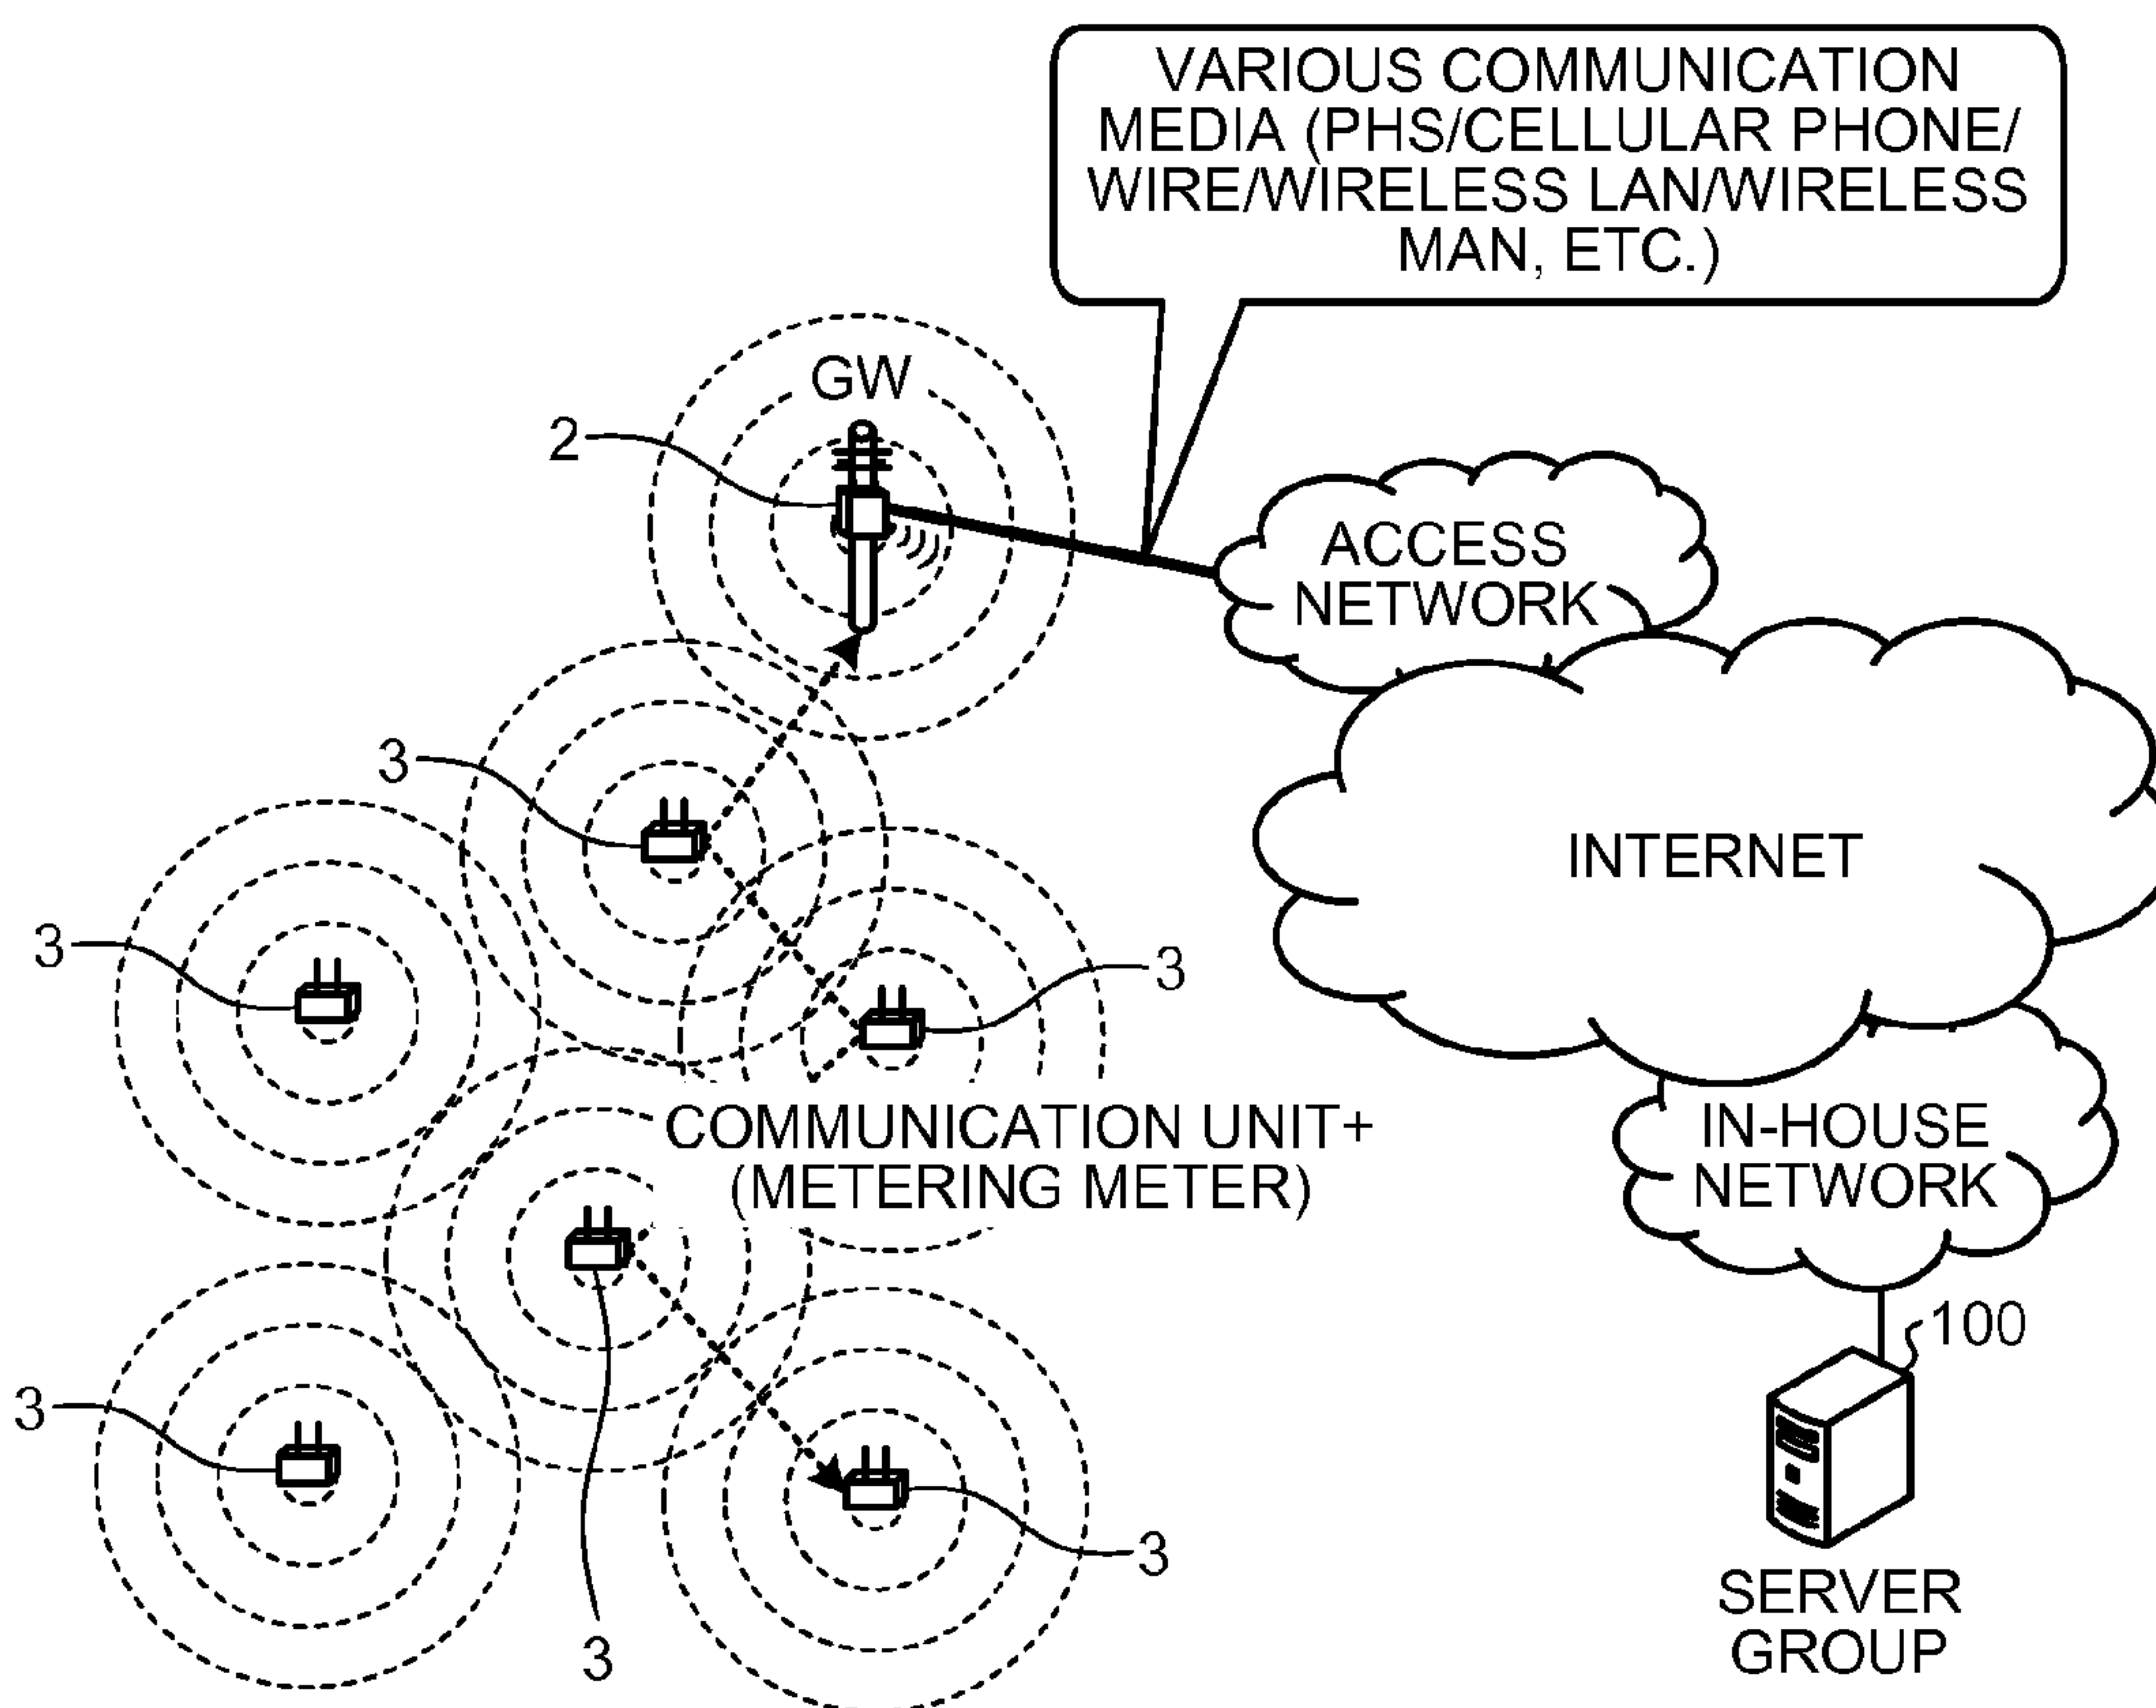 VARIOUS COMMUNICATION
MEDIA (PHS/CELLULAR PHONE/
WIRE/WIRELESS LAN/WIRELESS
MAN, ETC.)
GW
2
ACCESS
NETWORK
3
INTERNET
3
3
COMMUNICATION UNIT+
(METERING METER)
IN-HOUSE
NETWORK
100
3
3
3
SERVER
GROUP